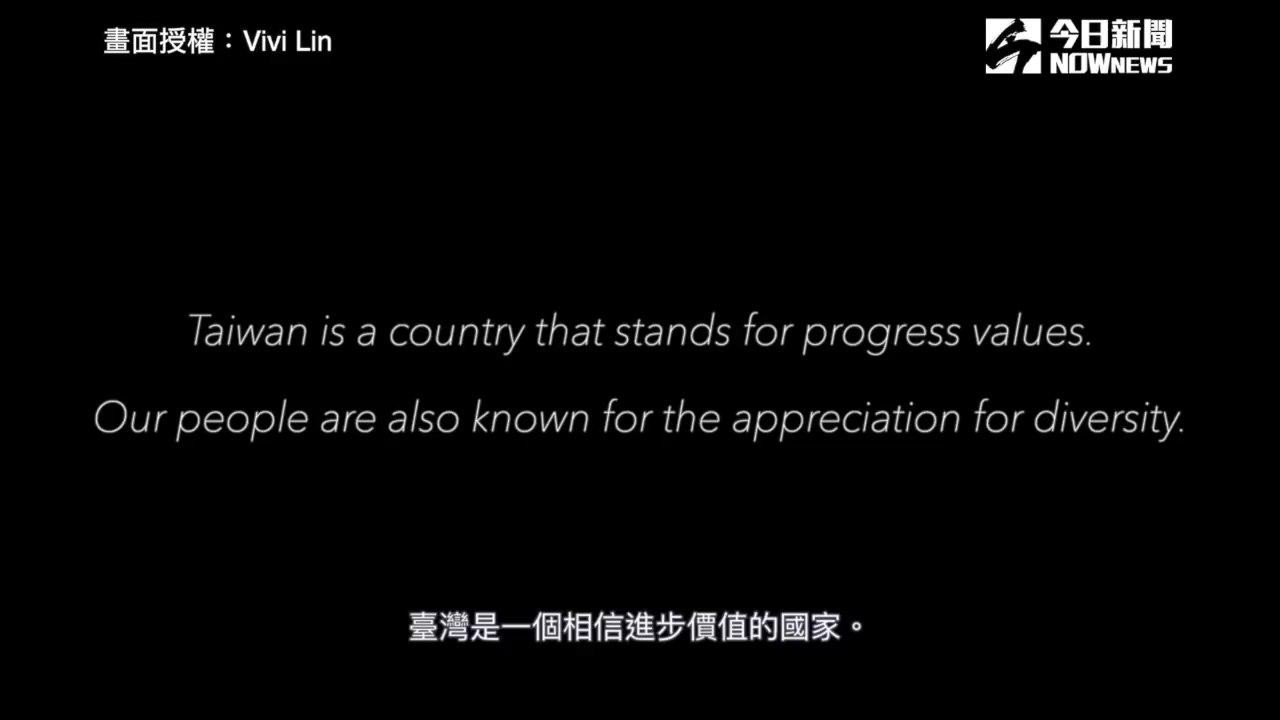 畫面授權：Vivi Lin
今日新聞
NOWNEWS
Taiwan is a country that stands for progress values.
Our people are also known for the appreciation for diversity.
臺灣是一個相信進步價值的國家。